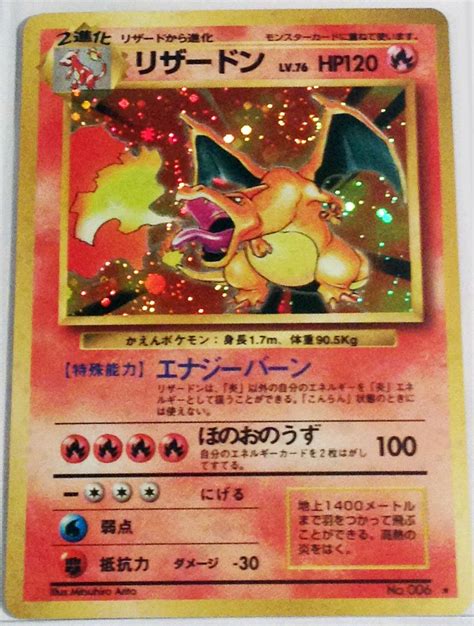 2進化 リザードから進化 モンスターカードに重ねて使います。
リザードン LV.76 HP120
かえんポケモン：身長1.7m、体重90.5Kg
【特殊能力】エナジーバーン
リザードンは、「炎」以外の自分のエネルギーを「炎」エネ
ルギーとして扱うことができる。「こんらん」状態のときに
は使えない。
ほのおのうず 100
自分のエネルギーカードを2枚はが
してすてる。
にげる
弱点
抵抗力 ダメージ -30
地上1400メートル
まで羽をつかって飛ぶ
ことができる。高熱の
炎をはく。
Illus. Mitsuhiro Arita No. 006 ★